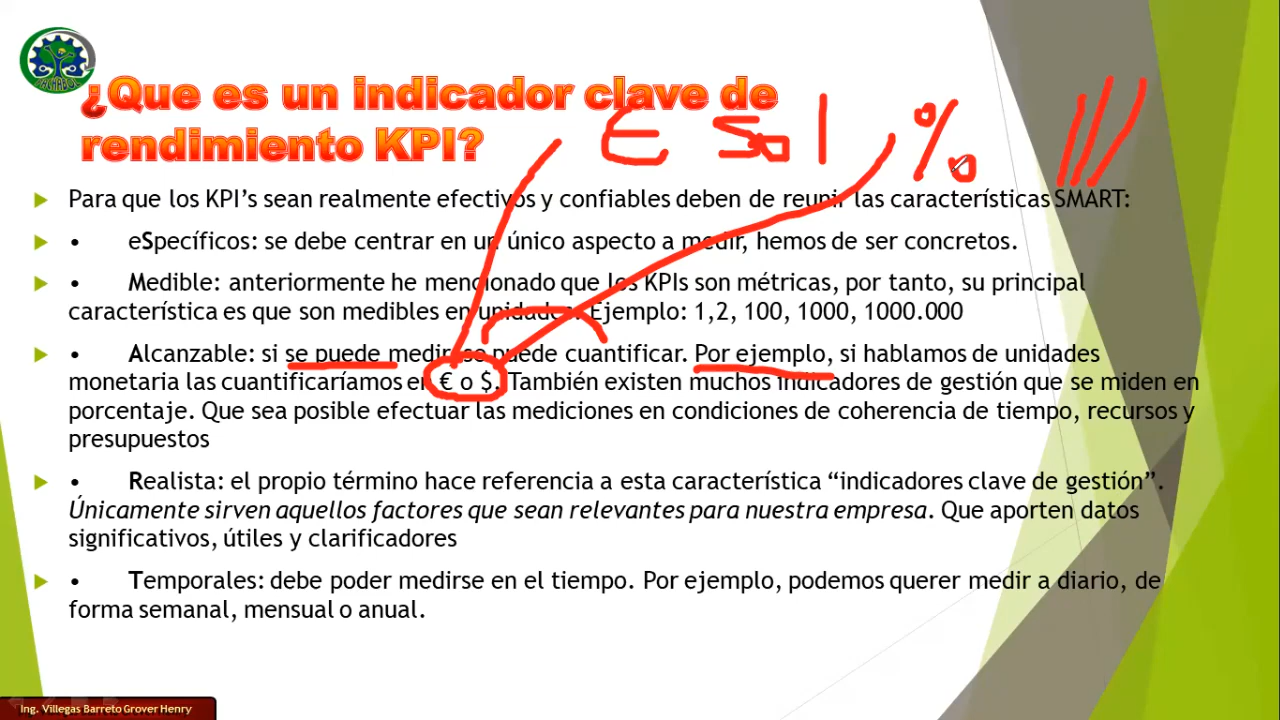 ¿Que es un indicador clave de
rendimiento KPI?
€ Sol, % ///
Para que los KPI’s sean realmente efectivos y confiables deben de reunir las características SMART:
• eSpecíficos: se debe centrar en un único aspecto a medir, hemos de ser concretos.
• Medible: anteriormente he mencionado que los KPIs son métricas, por tanto, su principal
característica es que son medibles en unidades. Ejemplo: 1,2, 100, 1000, 1000.000
• Alcanzable: si se puede medir, se puede cuantificar. Por ejemplo, si hablamos de unidades
monetaria las cuantificaríamos en € o $. También existen muchos indicadores de gestión que se miden en
porcentaje. Que sea posible efectuar las mediciones en condiciones de coherencia de tiempo, recursos y
presupuestos
• Realista: el propio término hace referencia a esta característica “indicadores clave de gestión”.
Únicamente sirven aquellos factores que sean relevantes para nuestra empresa. Que aporten datos
significativos, útiles y clarificadores
• Temporales: debe poder medirse en el tiempo. Por ejemplo, podemos querer medir a diario, de
forma semanal, mensual o anual.
Ing. Villegas Barreto Grover Henry